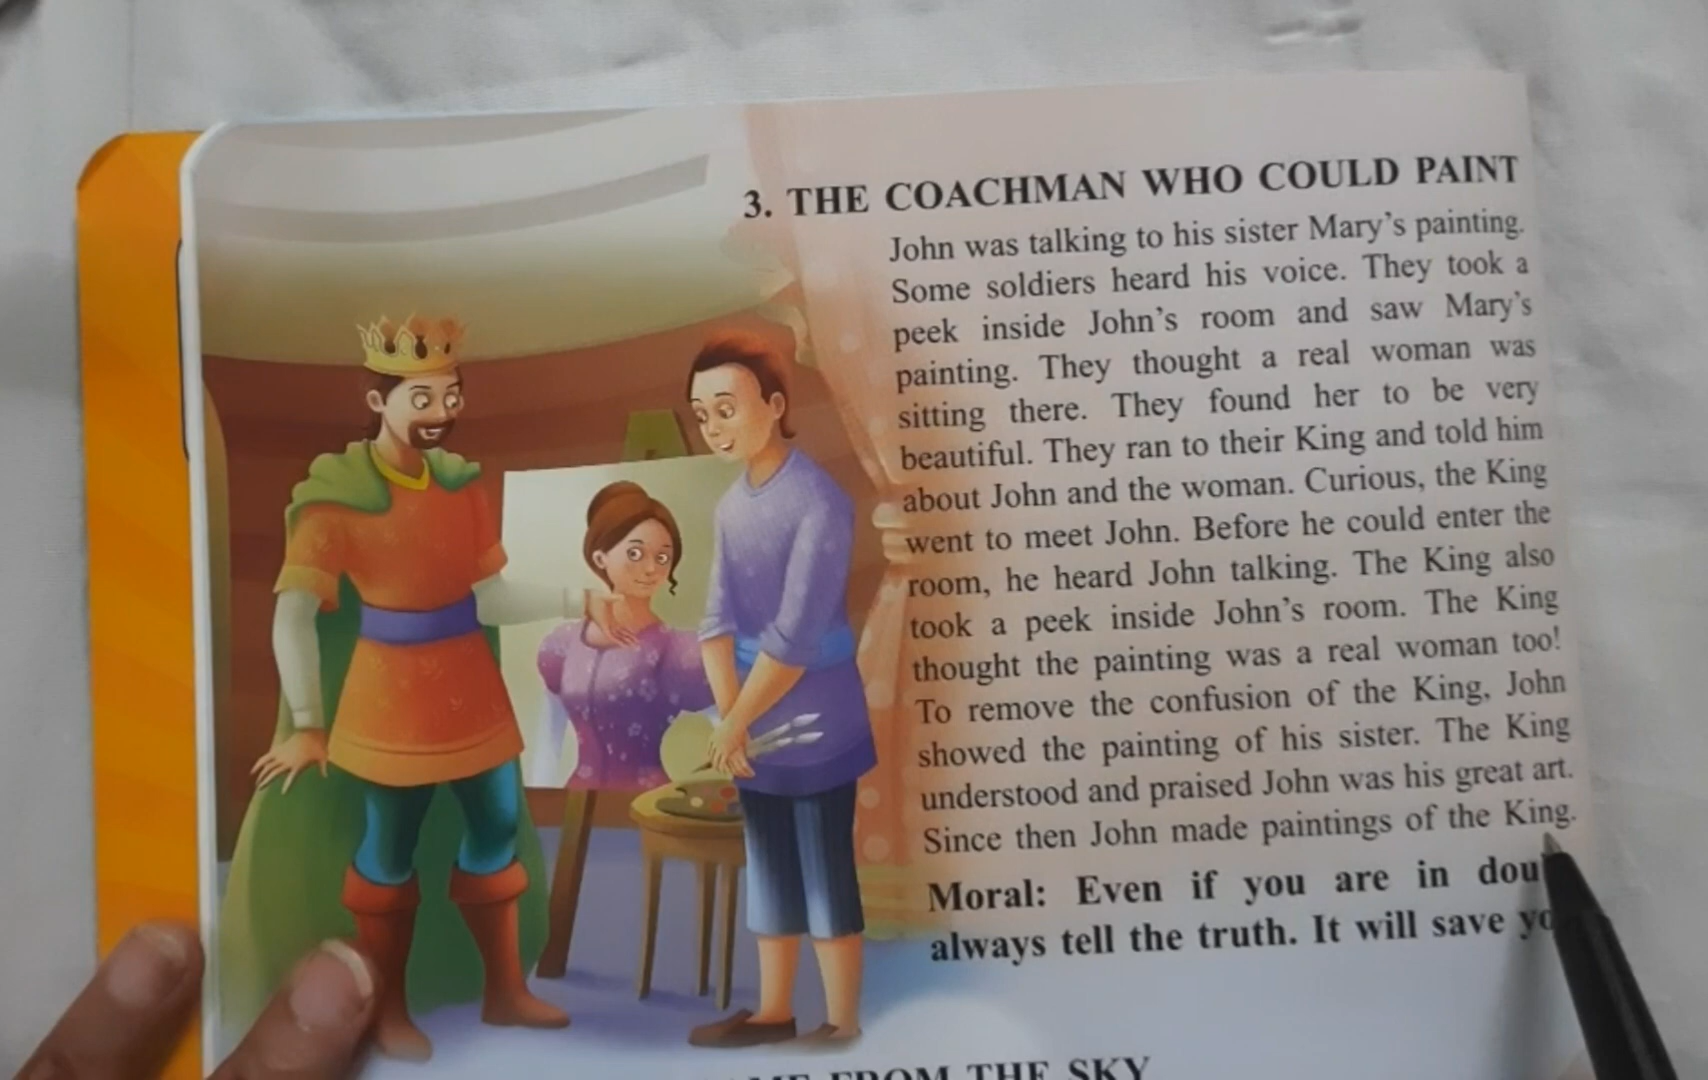 3. THE COACHMAN WHO COULD PAINT
John was talking to his sister Mary's painting.
Some soldiers heard his voice. They took a
peek inside John's room and saw Mary's
painting. They thought a real woman was
sitting there. They found her to be very
beautiful. They ran to their King and told him
about John and the woman. Curious, the King
went to meet John. Before he could enter the
room, he heard John talking. The King also
took a peek inside John's room. The King
thought the painting was a real woman too!
To remove the confusion of the King, John
showed the painting of his sister. The King
understood and praised John was his great art.
Since then John made paintings of the King.
Moral: Even if you are in
always tell the truth. It will save
FROM THE SKY